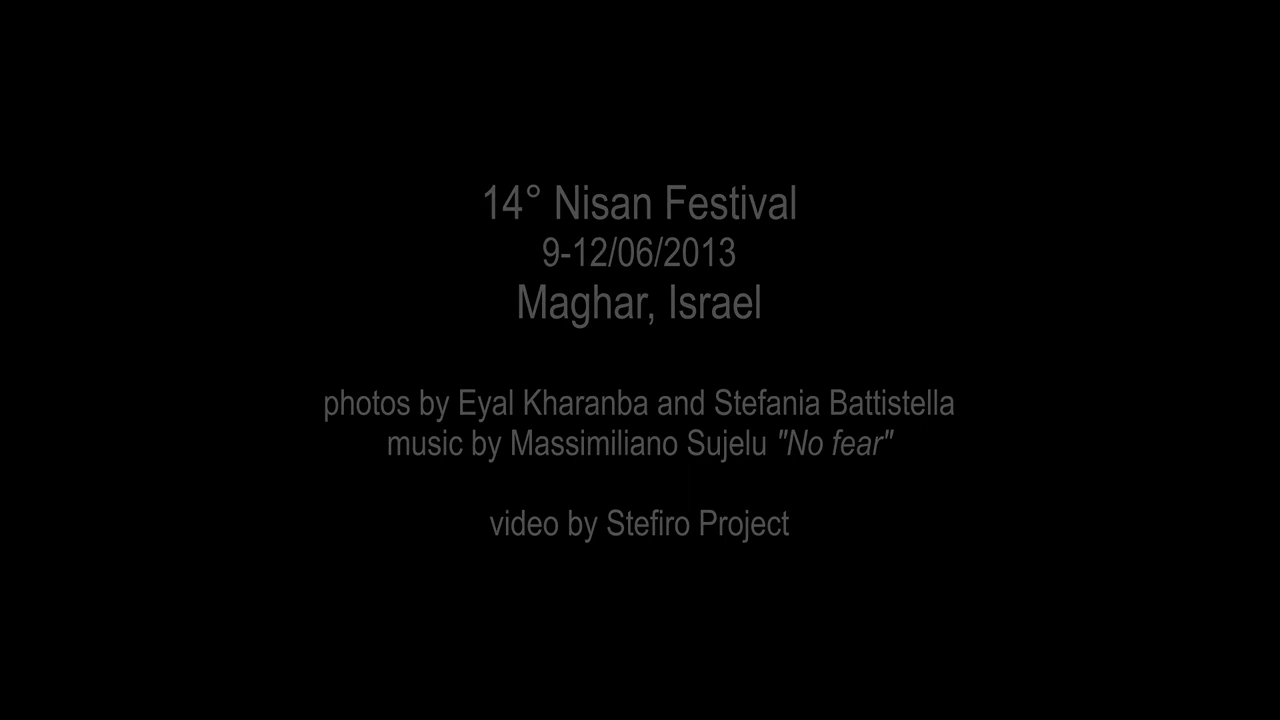 14° Nisan Festival
9-12/06/2013
Maghar, Israel
photos by Eyal Kharanba and Stefania Battistella
music by Massimiliano Sujelu "No fear"
video by Stefiro Project